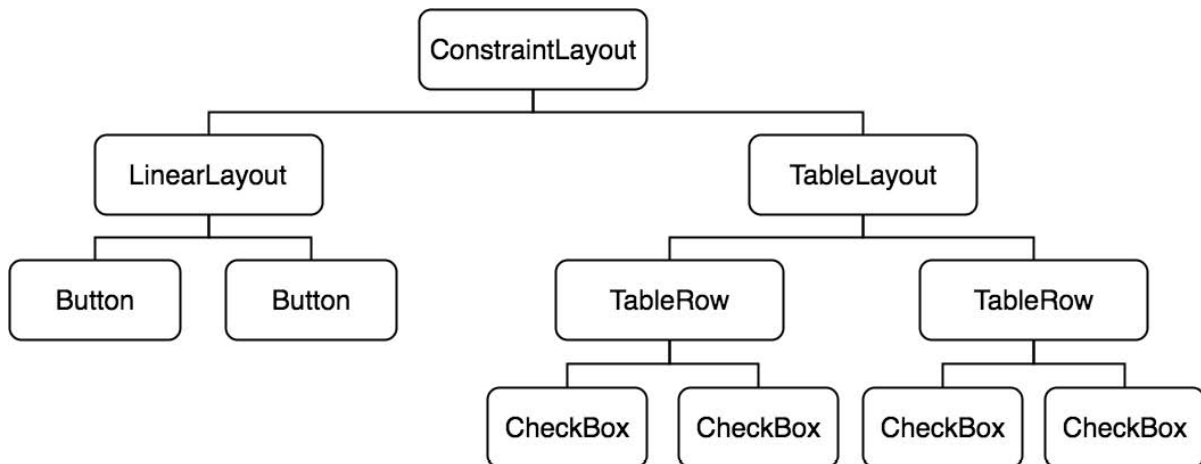 ConstraintLayout
LinearLayout
TableLayout
Button
Button
TableRow
TableRow
CheckBox
CheckBox
CheckBox
CheckBox